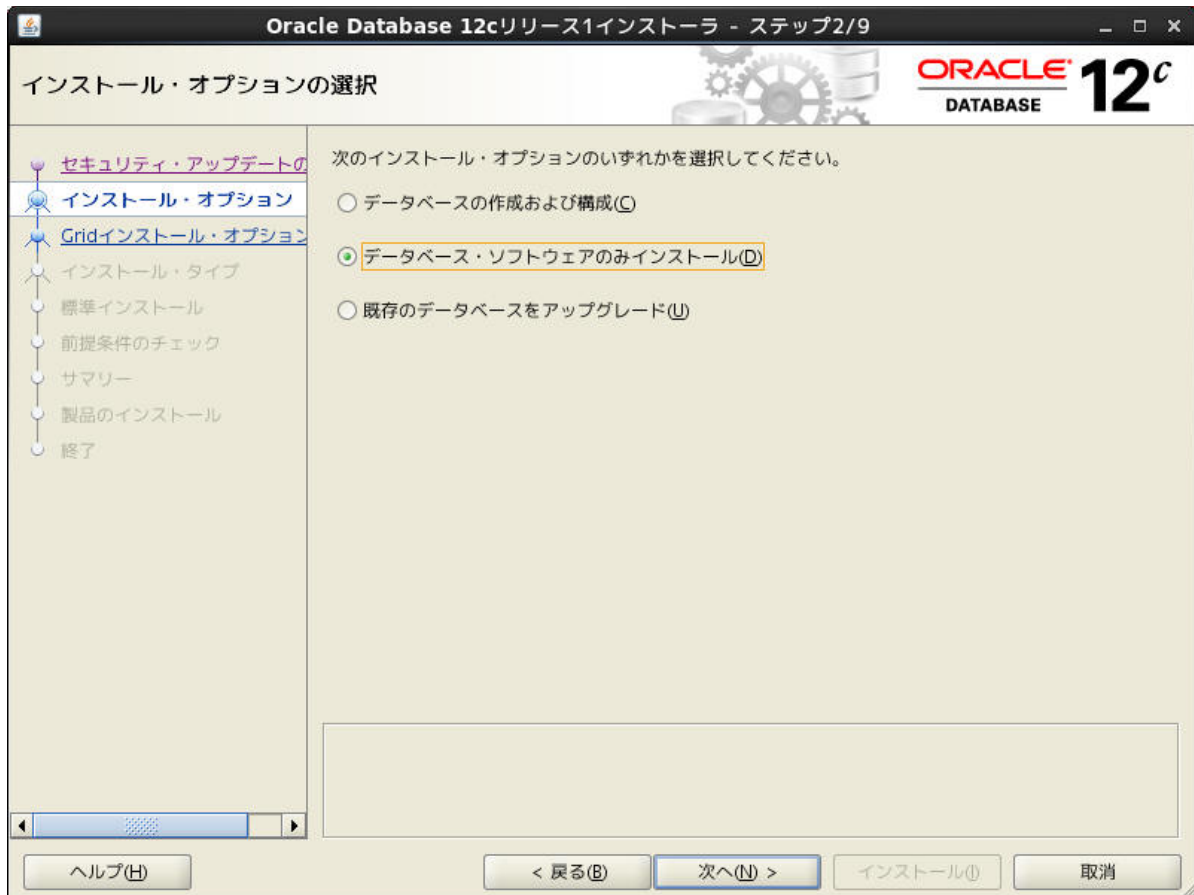 Oracle Database 12cリリース1インストーラ - ステップ2/9
インストール・オプションの選択
ORACLE
DATABASE
12c
セキュリティ・アップデートの
インストール・オプション
Gridインストール・オプション
インストール・タイプ
標準インストール
前提条件のチェック
サマリー
製品のインストール
終了
次のインストール・オプションのいずれかを選択してください。
データベースの作成および構成(C)
データベース・ソフトウェアのみインストール(D)
既存のデータベースをアップグレード(U)
ヘルプ(H)
< 戻る(B)
次へ(N) >
インストール(I)
取消